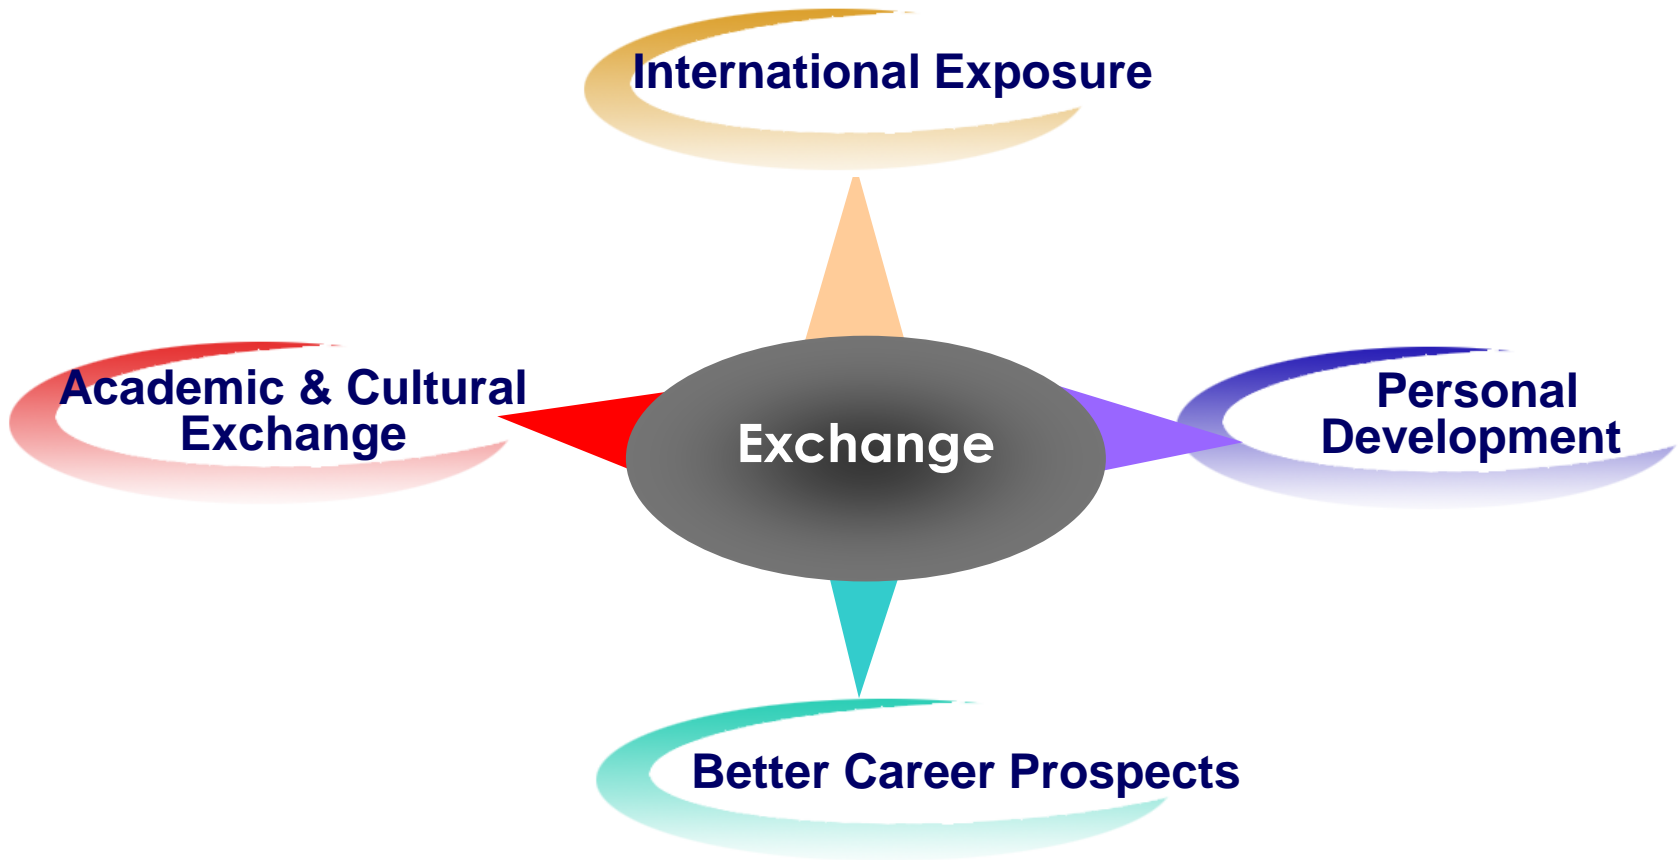 International Exposure
Academic & Cultural
Exchange
Exchange
Personal
Development
Better Career Prospects